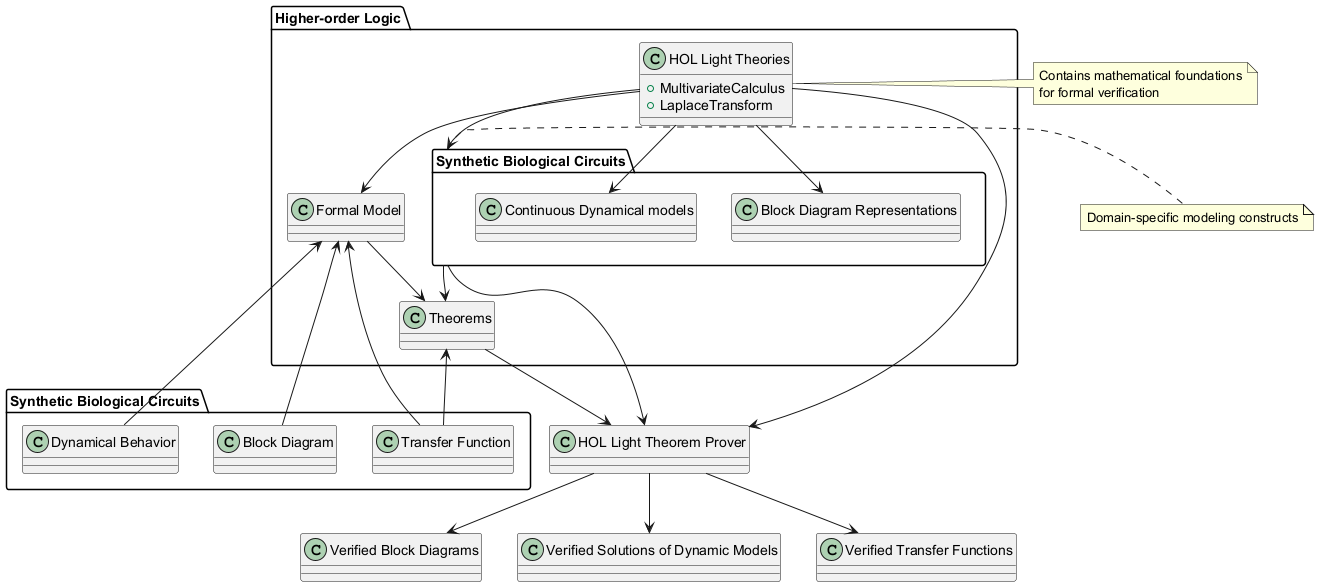 Higher-order Logic
C HOL Light Theories
MultivariateCalculus
LaplaceTransform
Contains mathematical foundations
for formal verification
Synthetic Biological Circuits
C Formal Model
C Continuous Dynamical models
C Block Diagram Representations
Domain-specific modeling constructs
C Theorems
Synthetic Biological Circuits
C Dynamical Behavior
C Block Diagram
C Transfer Function
C HOL Light Theorem Prover
C Verified Block Diagrams
C Verified Solutions of Dynamic Models
C Verified Transfer Functions